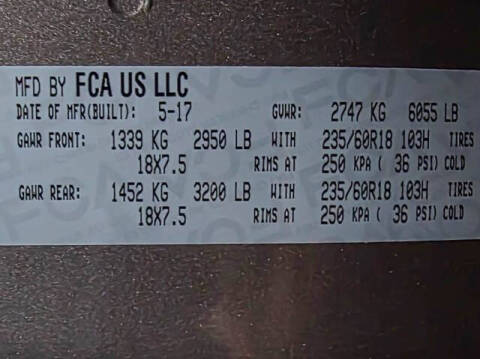 MFD BY FCA US LLC
DATE OF MFR(BUILT): 5-17 GVWR: 2747 KG 6055 LB
GAWR FRONT: 1339 KG 2950 LB WITH 235/60R18 103H TIRES
18X7.5 RIMS AT 250 KPA ( 36 PSI) COLD
GAWR REAR: 1452 KG 3200 LB WITH 235/60R18 103H TIRES
18X7.5 RIMS AT 250 KPA ( 36 PSI) COLD